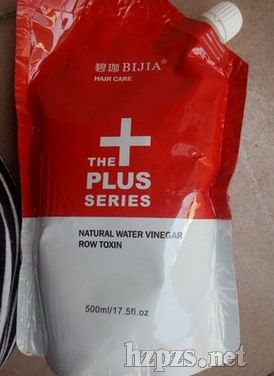 碧珈 BIJIA®
HAIR CARE
THE
PLUS
SERIES
NATURAL WATER VINEGAR
ROW TOXIN
500ml/17.5fl.oz
hzpzs.net